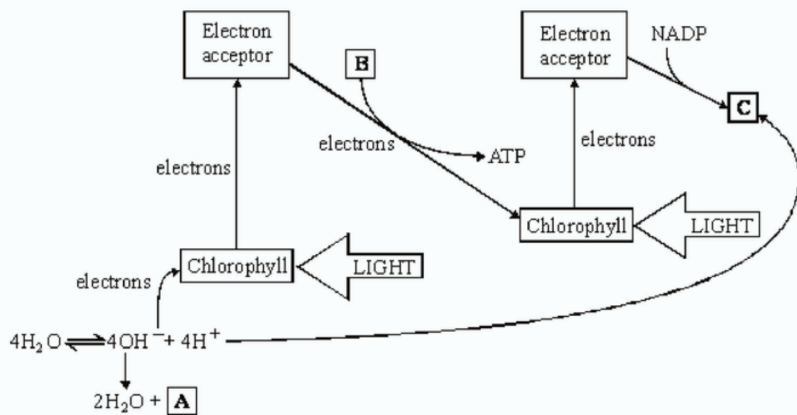 Electron
acceptor
B
electrons
ATP
electrons
Chlorophyll
LIGHT
electrons
4H₂O ⇌ 4OH⁻ + 4H⁺
2H₂O + A
Electron
acceptor
NADP
C
electrons
Chlorophyll
LIGHT